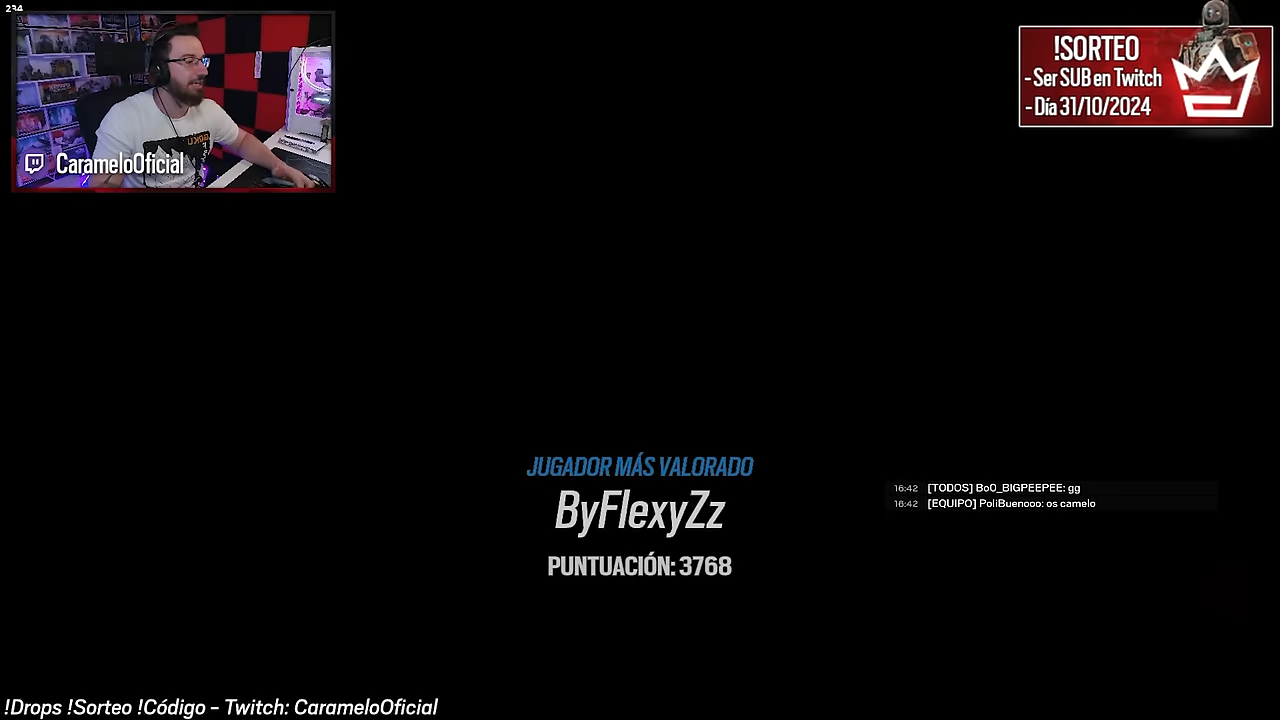 234
!SORTEO
- Ser SUB en Twitch
- Día 31/10/2024
CarameloOficial
JUGADOR MÁS VALORADO
ByFlexyZz
PUNTUACIÓN: 3768
16:42 [TODOS] BoO_BIGPEEPEE: gg
16:42 [EQUIPO] PoliBuenooo: os camelo
!Drops !Sorteo !Código - Twitch: CarameloOficial